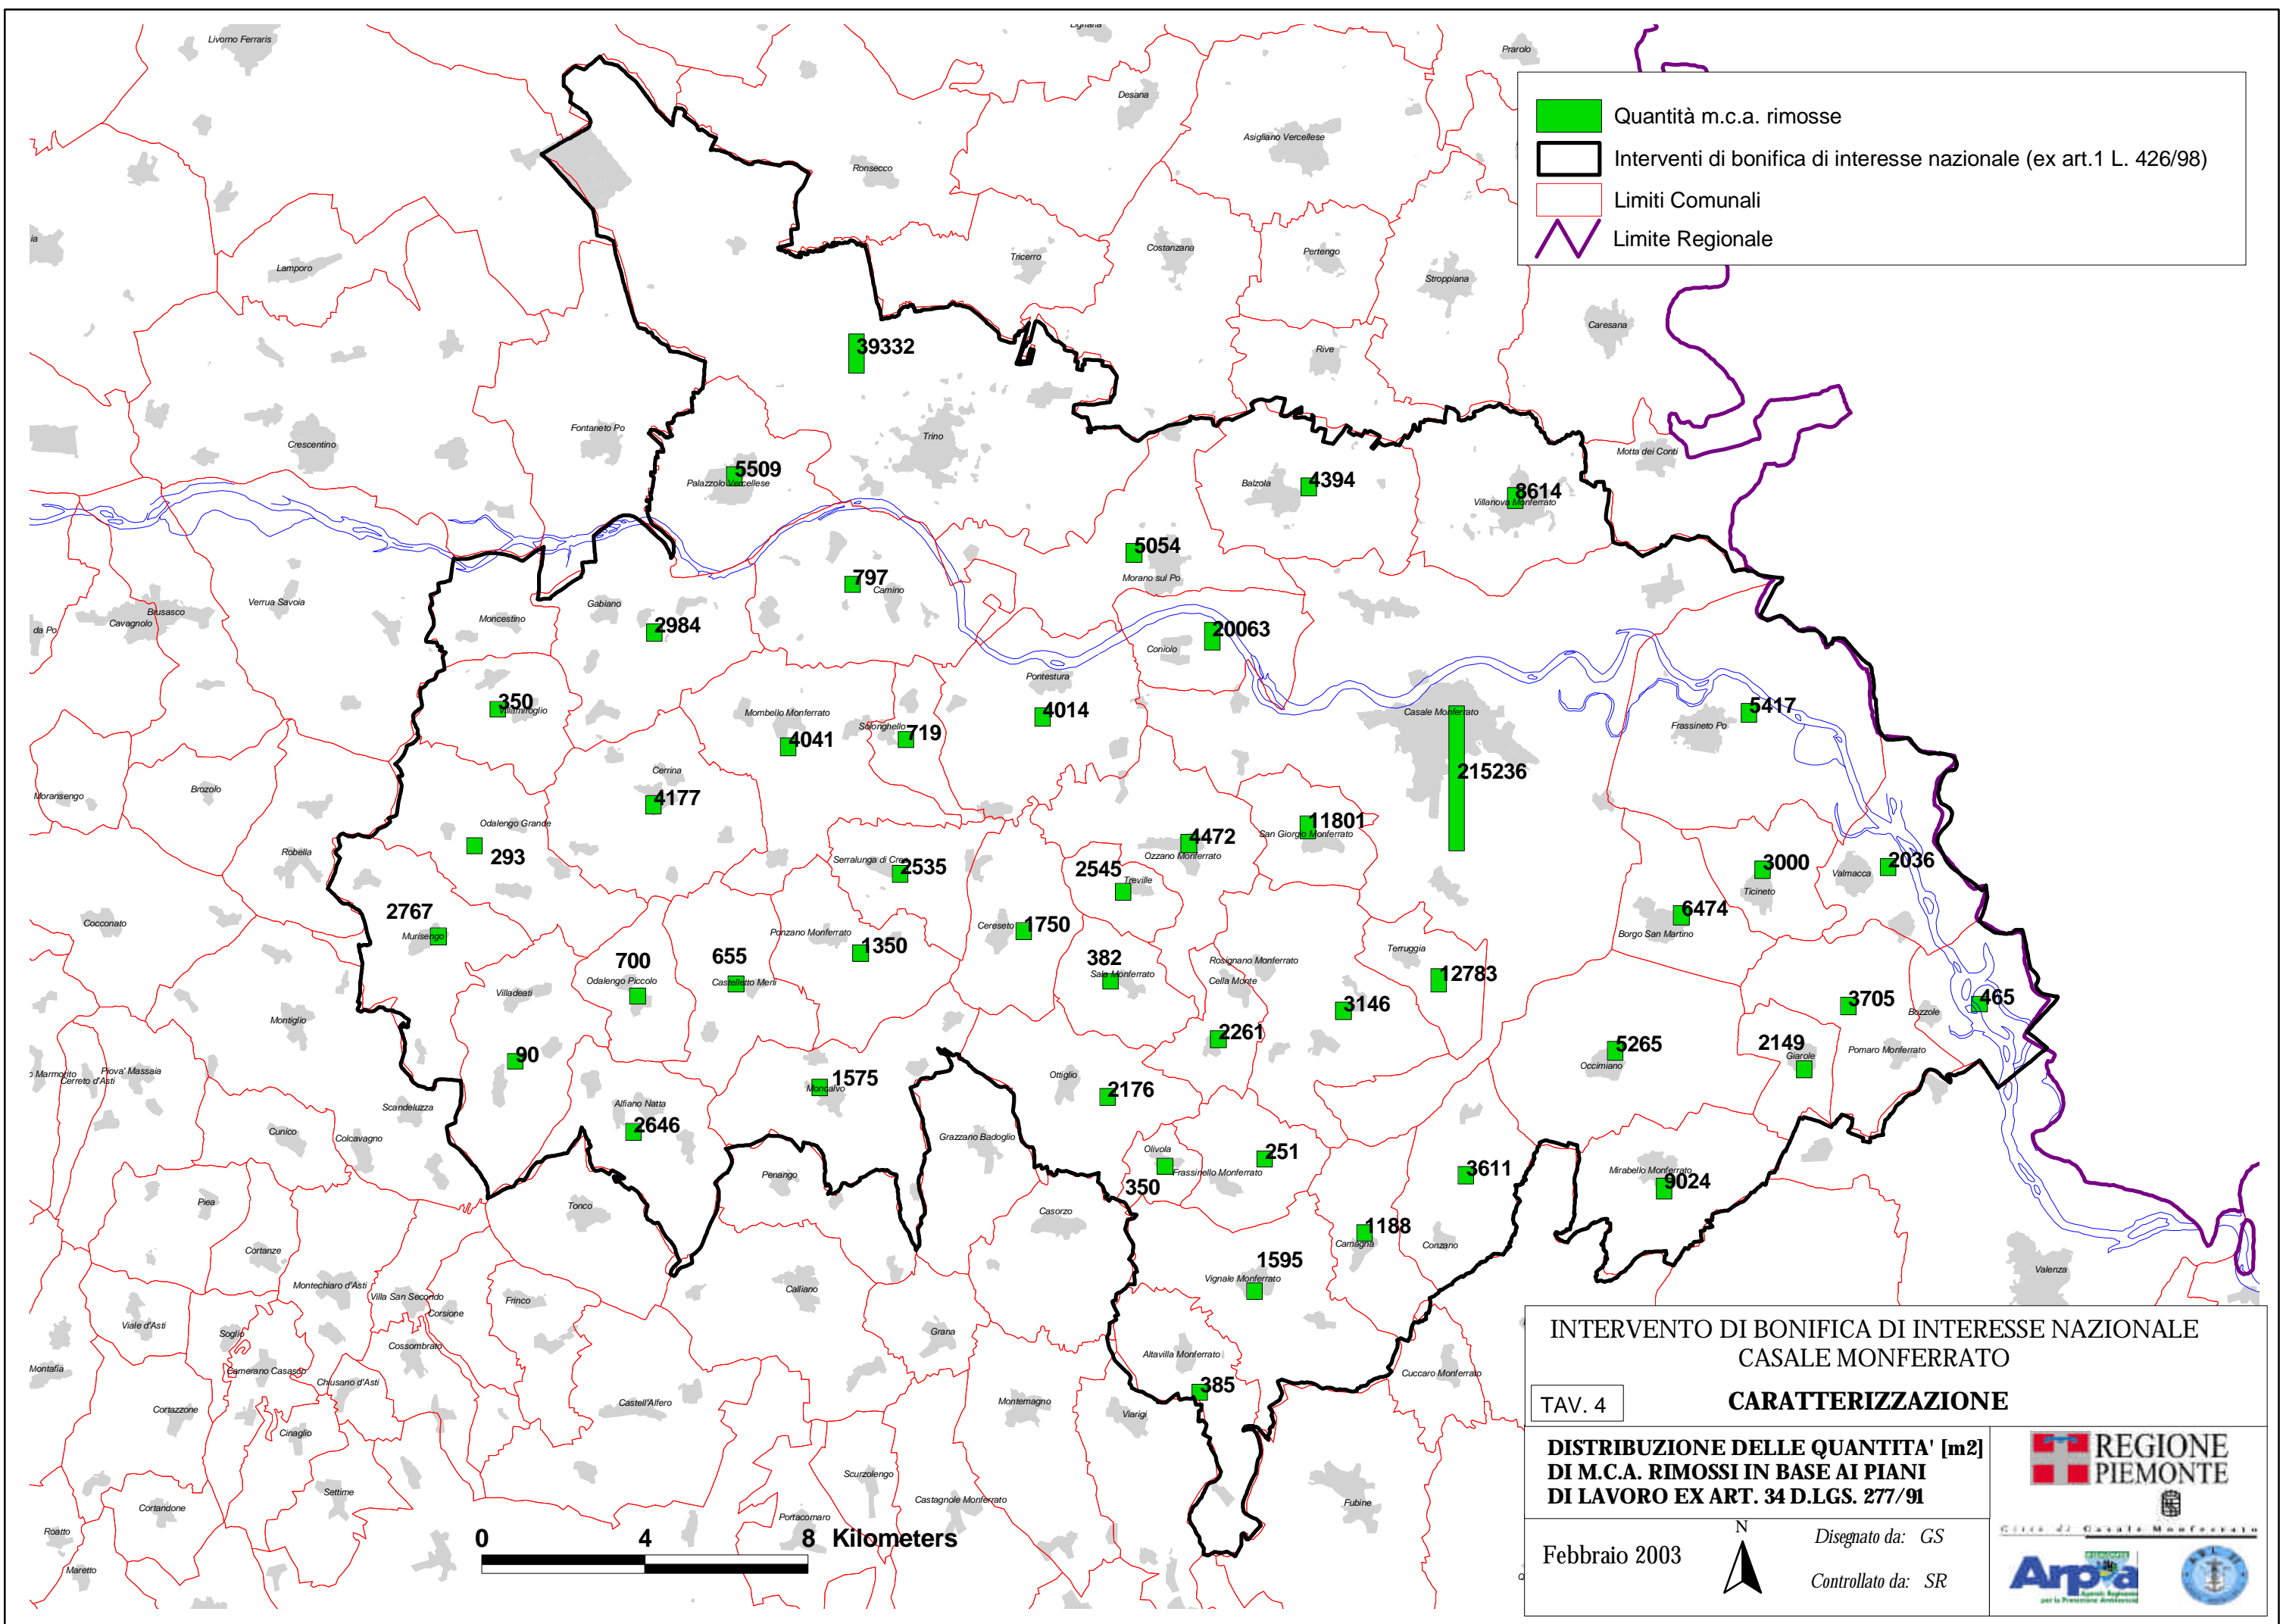 Livorno Ferraris
Lignana
Prarolo
Desana
Asigliano Vercellese
Ronsecco
Quantità m.c.a. rimosse
Interventi di bonifica di interesse nazionale (ex art.1 L. 426/98)
Limiti Comunali
Limite Regionale
ia
Lamporo
Tricerro
Costanzana
Pertengo
Stroppiana
Caresana
Rive
39332
Crescentino
Fontaneto Po
Trino
Motta dei Conti
5509
Palazzolo Vercellese
Balzola
4394
8614
Villanova Monferrato
5054
Morano sul Po
797
Camino
Verrua Savoia
Brusasco
Cavagnolo
da Po
Moncestino
Gabiano
2984
20063
Coniolo
Pontestura
4014
350
Villamiroglio
Mombello Monferrato
4041
Solonghello
719
Casale Monferrato
215236
5417
Frassineto Po
Cerrina
4177
Moransengo
Brozolo
Odalengo Grande
293
Robella
Serralunga di Crea
2535
4472
Ozzano Monferrato
11801
San Giorgio Monferrato
2545
Treville
3000
Ticineto
Valmacca
2036
6474
Borgo San Martino
Cocconato
2767
Murisengo
Ponzano Monferrato
1350
Cereseto
1750
700
Odalengo Piccolo
655
Castelletto Merli
382
Sala Monferrato
Rosignano Monferrato
Cella Monte
Terruggia
12783
3146
Villadeati
Montiglio
3705
Bozzole
465
2261
5265
Occimiano
2149
Giarole
Pomaro Monferrato
90
o Marmorito
Cerreto d'Asti
Piova' Massaia
1575
Moncalvo
Ottiglio
2176
Scandeluzza
Alfiano Natta
2646
Cunico
Colcavagno
Grazzano Badoglio
Olivola
350
Frassinello Monferrato
251
3611
Mirabello Monferrato
9024
Penango
Piea
Tonco
Casorzo
1188
Camagna
Conzano
Cortanze
Montechiaro d'Asti
Villa San Secondo
Corsione
Frinco
Calliano
1595
Vignale Monferrato
Valenza
Viale d'Asti
Soglio
Cossombrato
Grana
Altavilla Monferrato
Montafia
Camerano Casasco
Chiusano d'Asti
Cuccaro Monferrato
385
Cortazzone
Castell'Alfero
Montemagno
Viarigi
Cinaglio
Scurzolengo
Settime
Cortandone
Castagnole Monferrato
Fubine
Portacomaro
Roatto
Maretto
0 4 8 Kilometers
INTERVENTO DI BONIFICA DI INTERESSE NAZIONALE
CASALE MONFERRATO
TAV. 4
CARATTERIZZAZIONE
DISTRIBUZIONE DELLE QUANTITA' [m2]
DI M.C.A. RIMOSSI IN BASE AI PIANI
DI LAVORO EX ART. 34 D.LGS. 277/91
REGIONE
PIEMONTE
Città di Casale Monferrato
Febbraio 2003
N
Disegnato da: GS
Controllato da: SR
Arpa